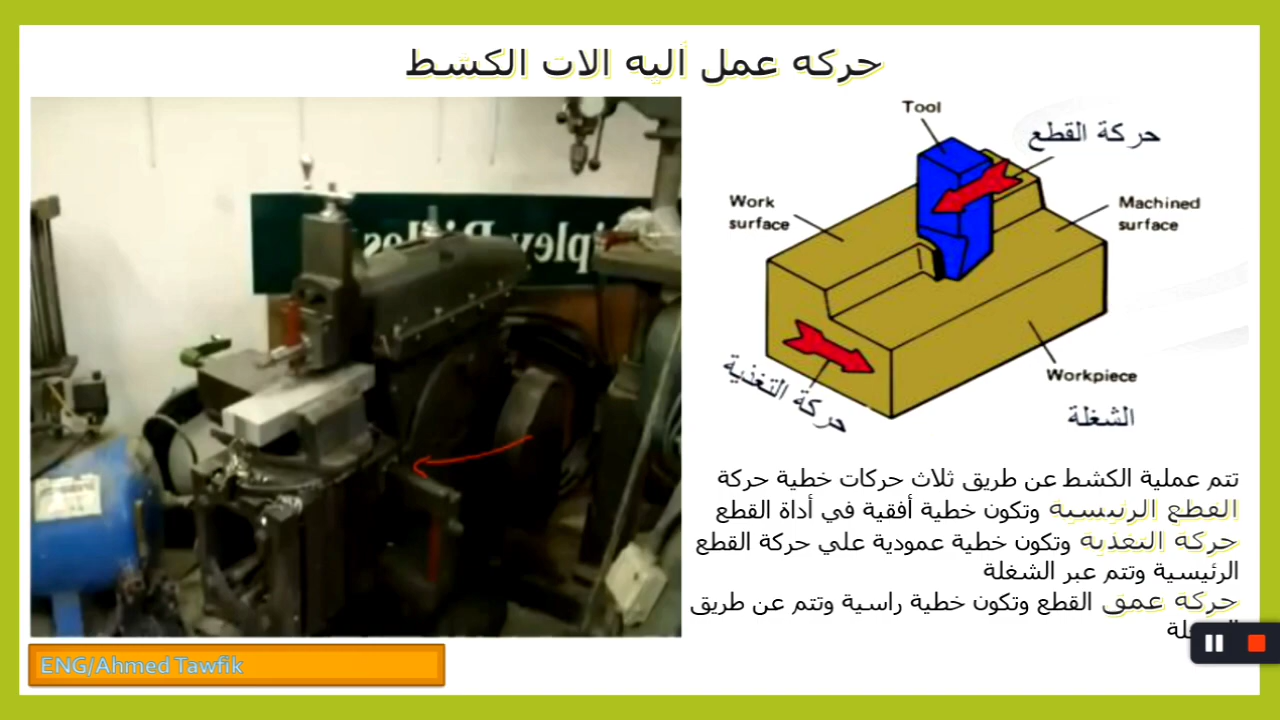 حركه عمل اليه الات الكشط
Tool
حركة القطع
Work
surface
Machined
surface
حركة التغذية
Workpiece
الشغلة
تتم عملية الكشط عن طريق ثلاث حركات خطية حركة
القطع الرئيسية وتكون خطية أفقية في أداة القطع
حركه التغذيه وتكون خطية عمودية علي حركة القطع
الرئيسية وتتم عبر الشغلة
حركه عمق القطع وتكون خطية راسية وتتم عن طريق
ENG/Ahmed Tawfik